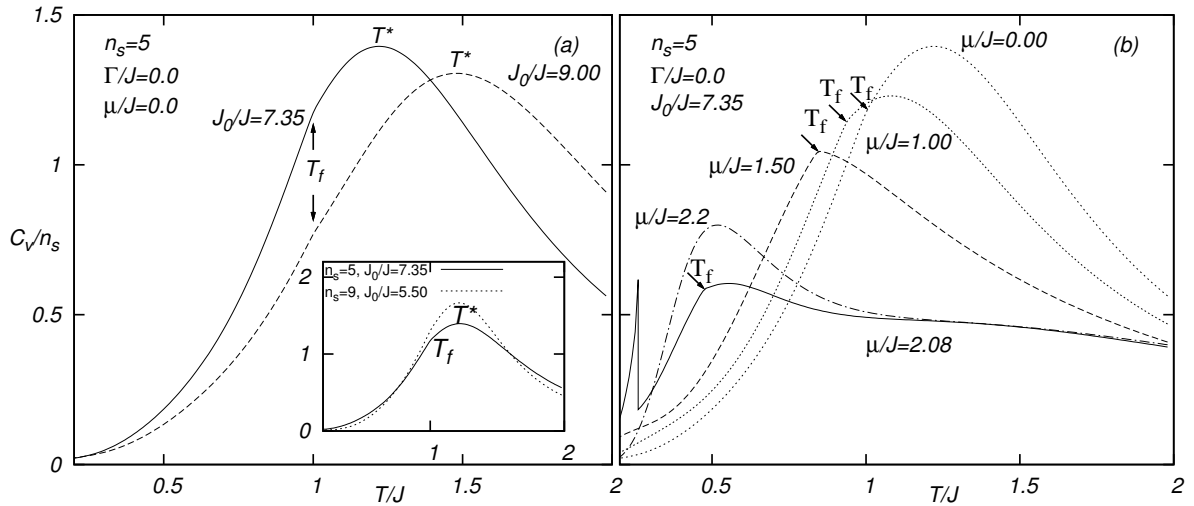 1.5
1
0.5
0
C_v/n_s
n_s=5
Γ/J=0.0
μ/J=0.0
T*
T*
(a)
J_0/J=7.35
J_0/J=9.00
T_f
n_s=5, J_0/J=7.35
n_s=9, J_0/J=5.50
2
1
0
T*
T_f
1
2
0.5
1
1.5
2
T/J
n_s=5
Γ/J=0.0
J_0/J=7.35
μ/J=0.00
(b)
T_f
T_f
T_f
μ/J=1.00
μ/J=1.50
μ/J=2.2
T_f
μ/J=2.08
0.5
1
1.5
2
T/J